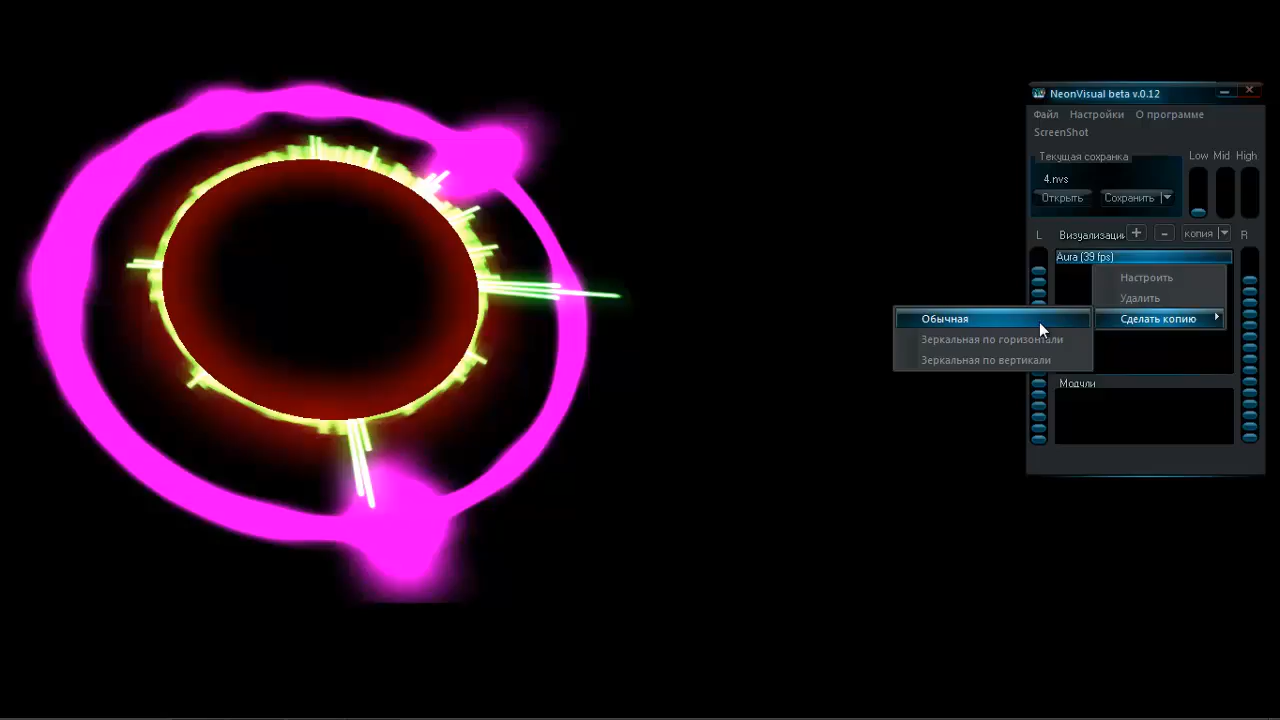 NeonVisual beta v.0.12
Файл Настройки О программе
ScreenShot
Текущая сохранка
Low Mid High
4.nvs
Открыть Сохранить
L Визуализации + - копия R
Aura (39 fps)
Настроить
Удалить
Сделать копию
Обычная
Зеркальная по горизонтали
Зеркальная по вертикали
Модули